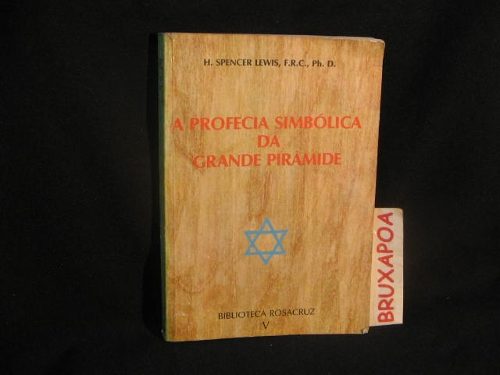 H. SPENCER LEWIS, F.R.C., Ph. D.
A PROFECIA SIMBÓLICA
DA
GRANDE PIRÂMIDE
BIBLIOTECA ROSACRUZ
V
BRUXAPOA